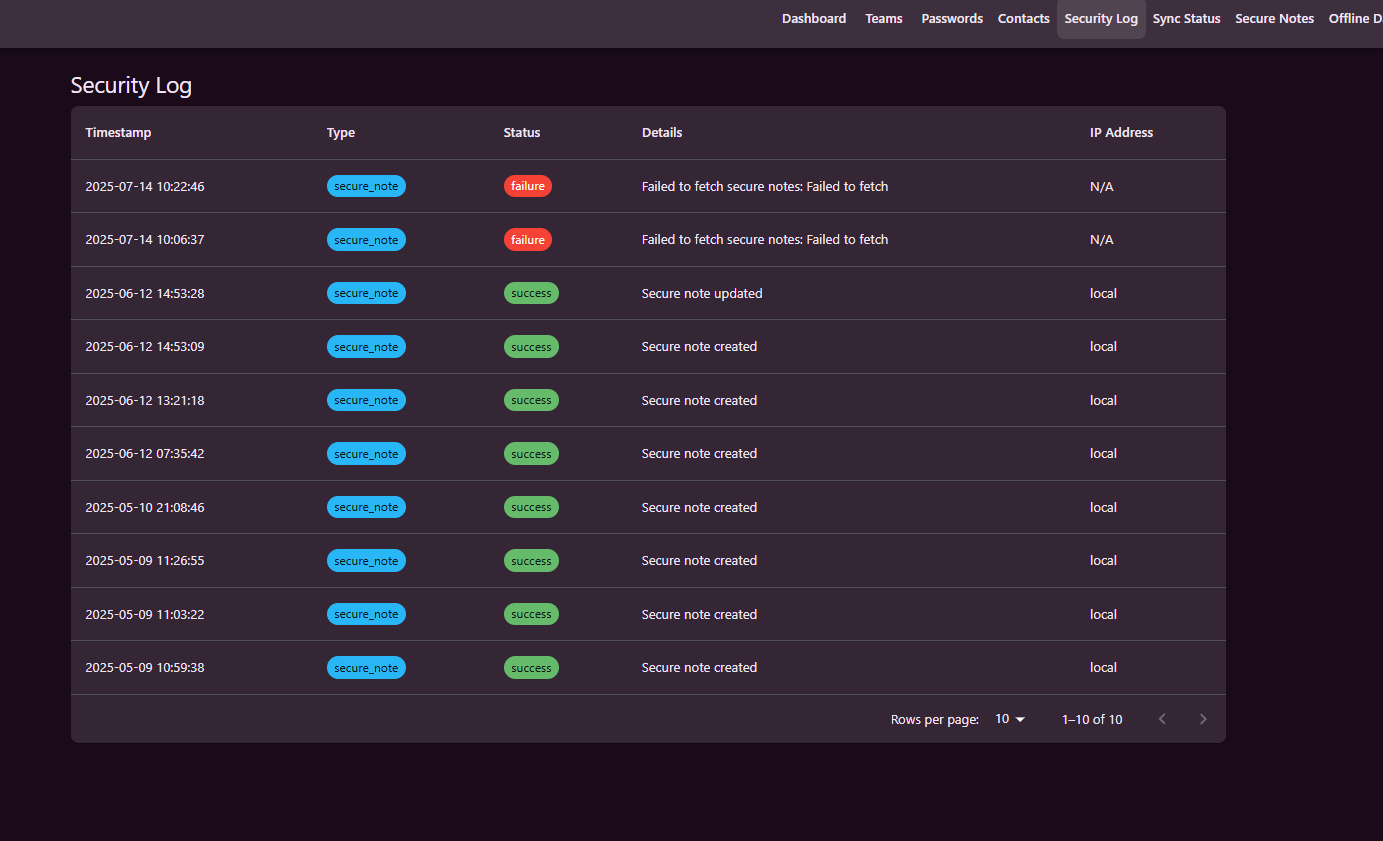 Dashboard Teams Passwords Contacts Security Log Sync Status Secure Notes Offline D
Security Log
Timestamp Type Status Details IP Address
2025-07-14 10:22:46 secure_note failure Failed to fetch secure notes: Failed to fetch N/A
2025-07-14 10:06:37 secure_note failure Failed to fetch secure notes: Failed to fetch N/A
2025-06-12 14:53:28 secure_note success Secure note updated local
2025-06-12 14:53:09 secure_note success Secure note created local
2025-06-12 13:21:18 secure_note success Secure note created local
2025-06-12 07:35:42 secure_note success Secure note created local
2025-05-10 21:08:46 secure_note success Secure note created local
2025-05-09 11:26:55 secure_note success Secure note created local
2025-05-09 11:03:22 secure_note success Secure note created local
2025-05-09 10:59:38 secure_note success Secure note created local
Rows per page: 10 1–10 of 10